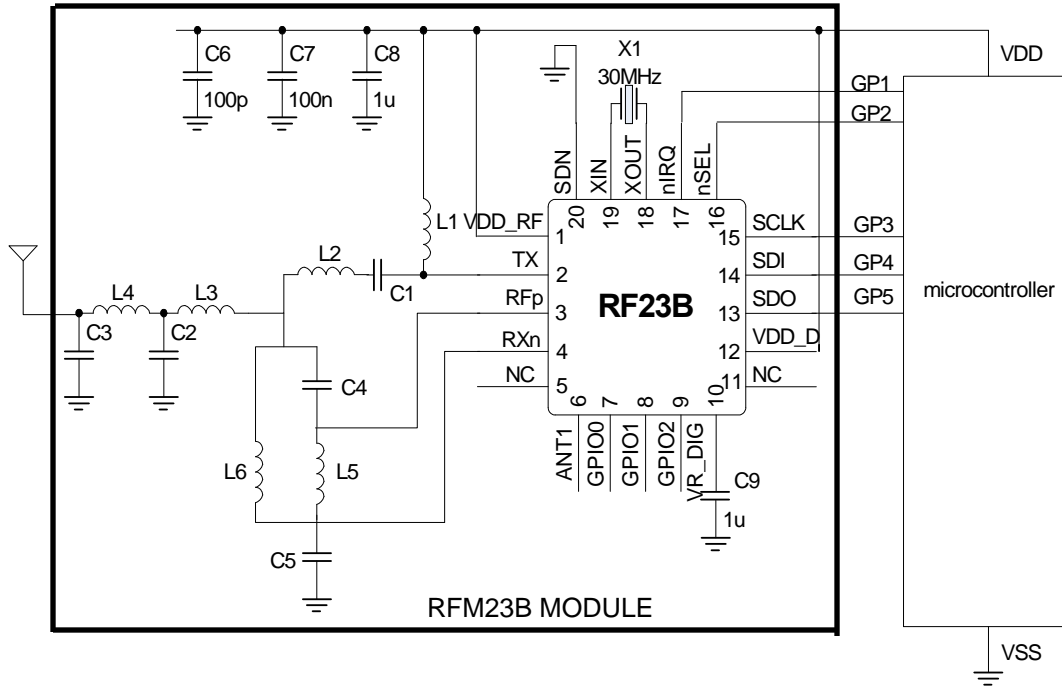 C6
100p
C7
100n
C8
1u
X1
30MHz
VDD
GP1
GP2
SDN
XIN
XOUT
nIRQ
nSEL
20
19
18
17
16
L1
VDD_RF
1
15
SCLK
GP3
TX
2
14
SDI
GP4
L2
C1
RFp
3
RF23B
13
SDO
GP5
microcontroller
L4
L3
C3
C2
RXn
4
12
VDD_D
NC
5
11
NC
C4
6
7
8
9
10
ANT1
GPIO0
GPIO1
GPIO2
VR_DIG
C9
1u
L6
L5
C5
RFM23B MODULE
VSS